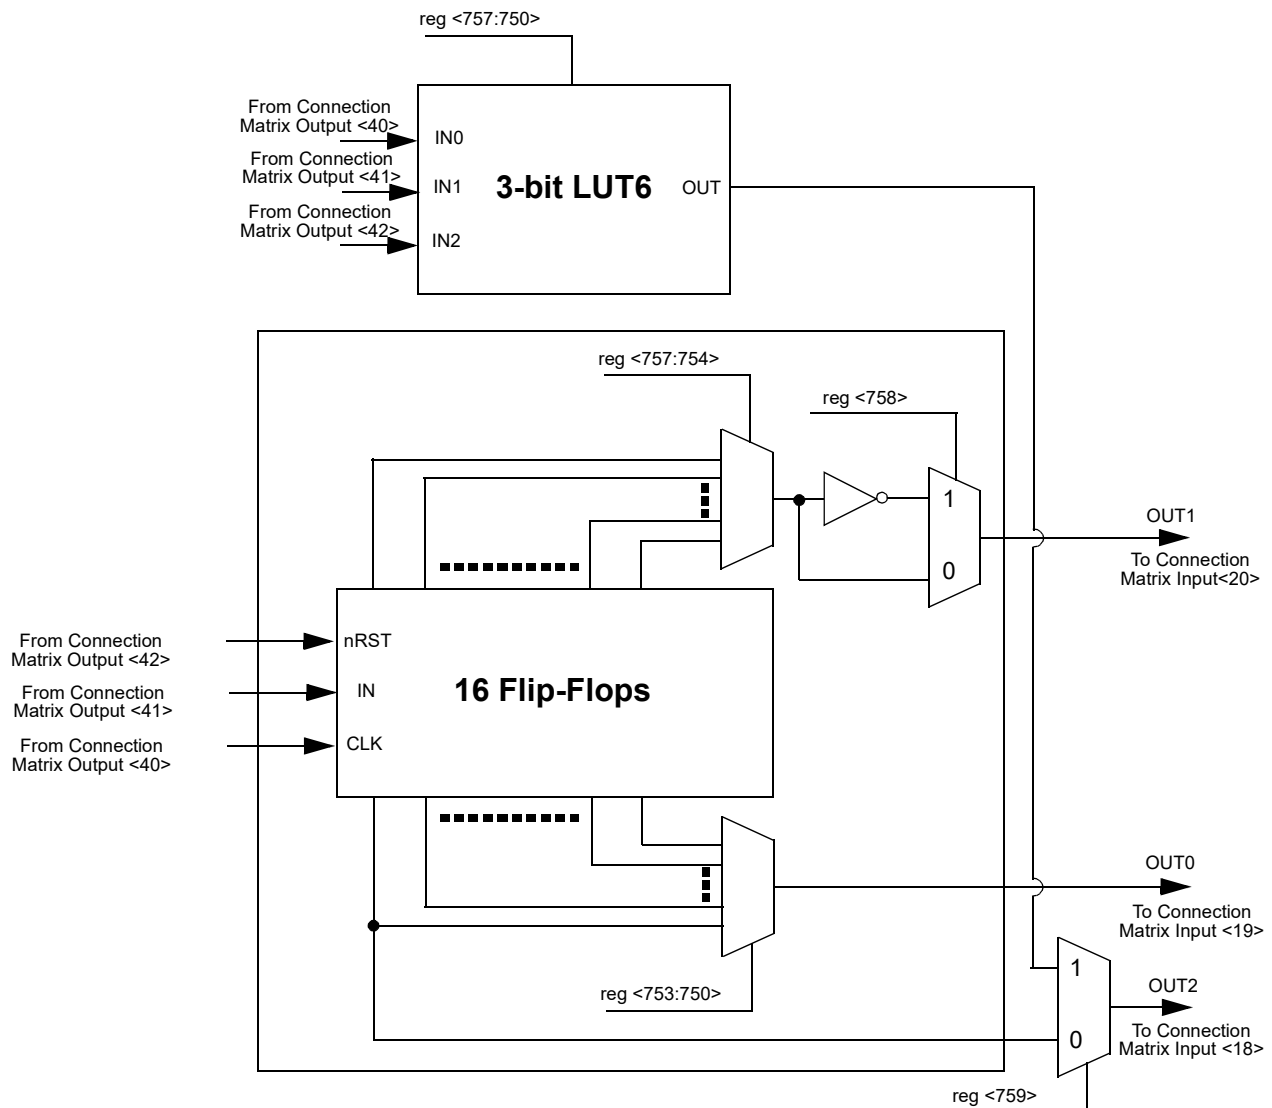 reg <757:750>
From Connection
Matrix Output <40>
IN0
From Connection
Matrix Output <41>
IN1
3-bit LUT6
OUT
From Connection
Matrix Output <42>
IN2
reg <757:754>
reg <758>
1
OUT1
To Connection
Matrix Input<20>
0
From Connection
Matrix Output <42>
nRST
From Connection
Matrix Output <41>
IN
16 Flip-Flops
From Connection
Matrix Output <40>
CLK
OUT0
To Connection
Matrix Input <19>
1
reg <753:750>
OUT2
To Connection
Matrix Input <18>
0
reg <759>